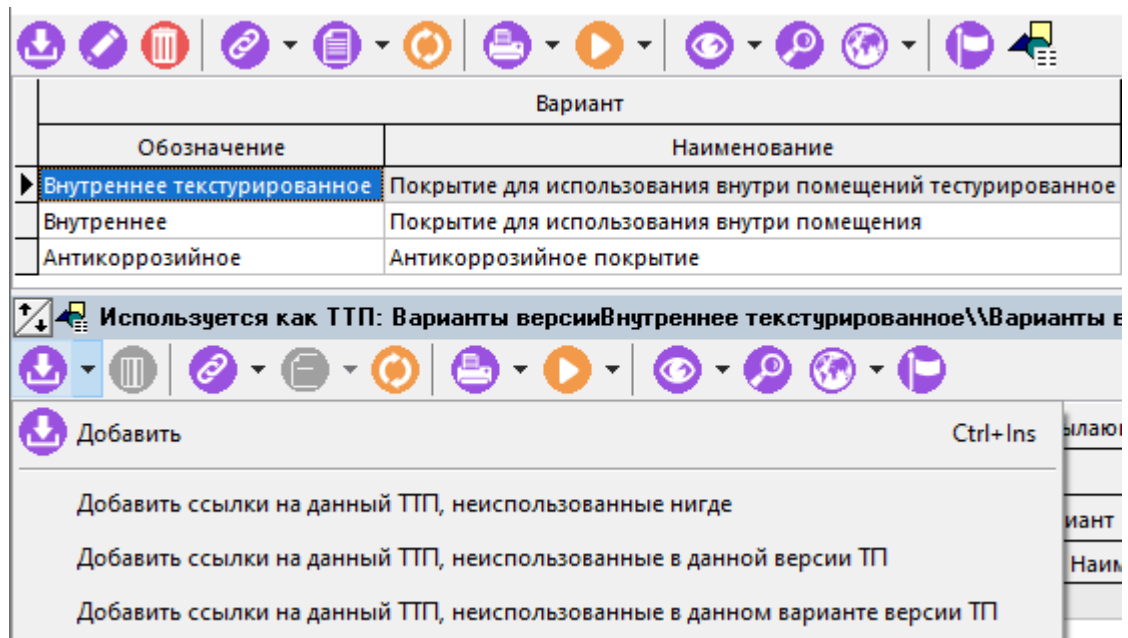 Вариант
Обозначение Наименование
Внутреннее текстурированное Покрытие для использования внутри помещений тестурированное
Внутреннее Покрытие для использования внутри помещения
Антикоррозийное Антикоррозийное покрытие
Используется как ТТП: Варианты версииВнутреннее текстурированное\\Варианты в
Добавить Ctrl+Ins
Добавить ссылки на данный ТТП, неиспользованные нигде
Добавить ссылки на данный ТТП, неиспользованные в данной версии ТП
Добавить ссылки на данный ТТП, неиспользованные в данном варианте версии ТП